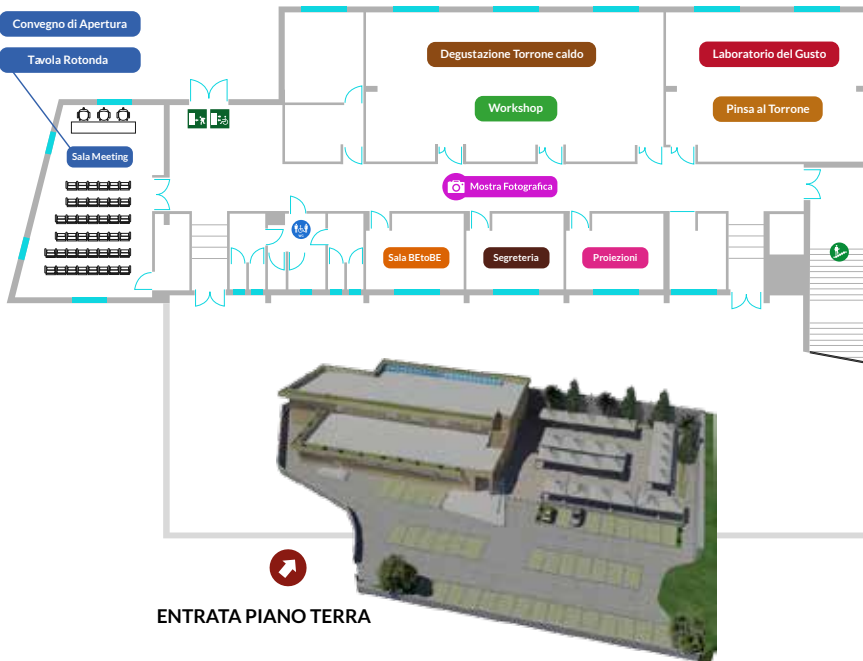 Convegno di Apertura
Tavola Rotonda
Degustazione Torrone caldo
Laboratorio del Gusto
Workshop
Pinsa al Torrone
Sala Meeting
Mostra Fotografica
Sala BEtoBE
Segreteria
Proiezioni
ENTRATA PIANO TERRA